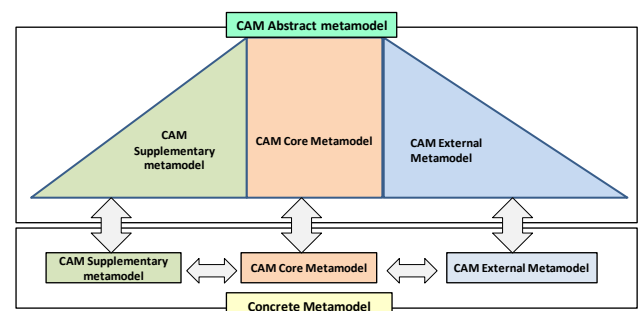 CAM Abstract metamodel
CAM
Supplementary
metamodel
CAM Core Metamodel
CAM External
Metamodel
CAM Supplementary
metamodel
CAM Core Metamodel
CAM External Metamodel
Concrete Metamodel